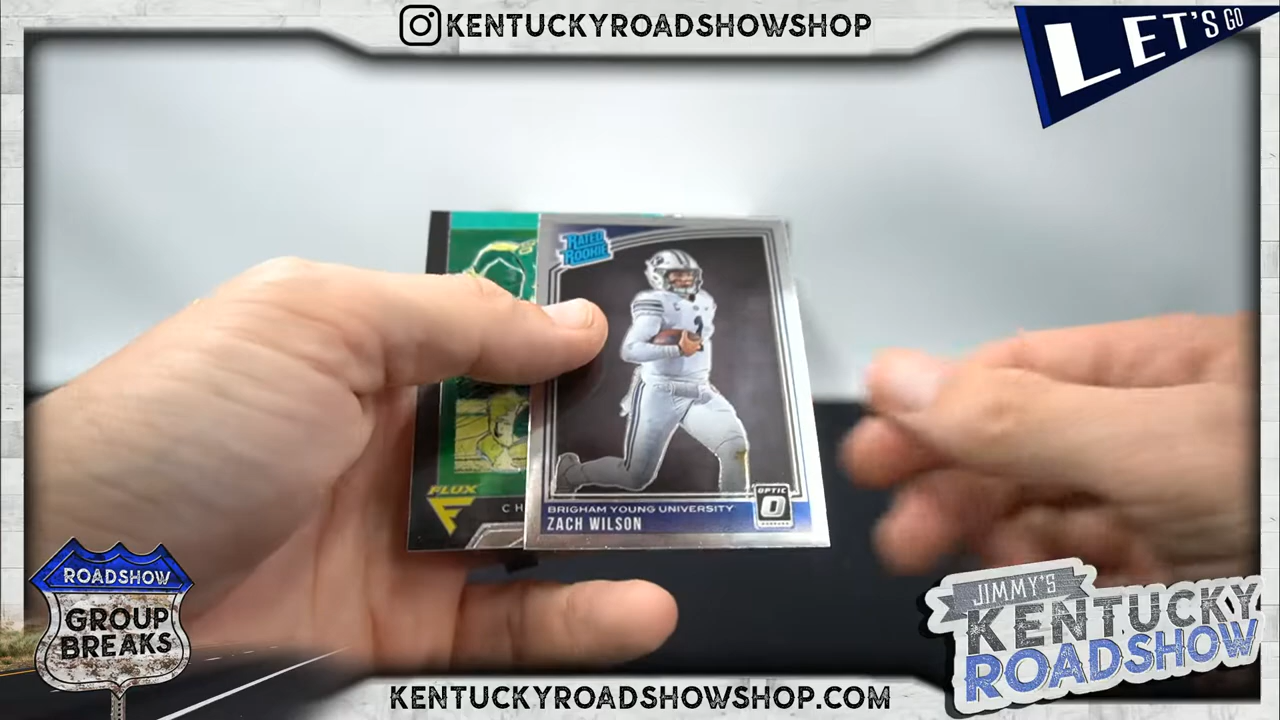 KENTUCKYROADSHOWSHOP
LET'S GO
RATED
ROOKIE
FLUX
CH
OPTIC
BRIGHAM YOUNG UNIVERSITY
ZACH WILSON
ROADSHOW
GROUP
BREAKS
JIMMY'S
KENTUCKY
ROADSHOW
KENTUCKYROADSHOWSHOP.COM